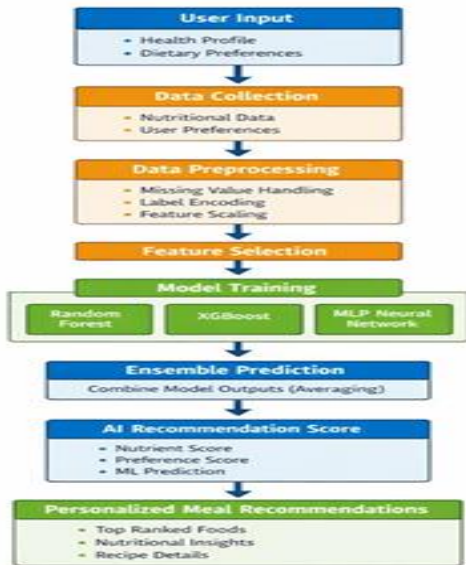 User Input
• Health Profile
• Dietary Preferences
Data Collection
• Nutritional Data
• User Preferences
Data Preprocessing
• Missing Value Handling
• Label Encoding
• Feature Scaling
Feature Selection
Model Training
Random
Forest
XGBoost
MLP Neural
Network
Ensemble Prediction
Combine Model Outputs (Averaging)
AI Recommendation Score
• Nutrient Score
• Preference Score
• ML Prediction
Personalized Meal Recommendations
• Top Ranked Foods
• Nutritional Insights
• Recipe Details